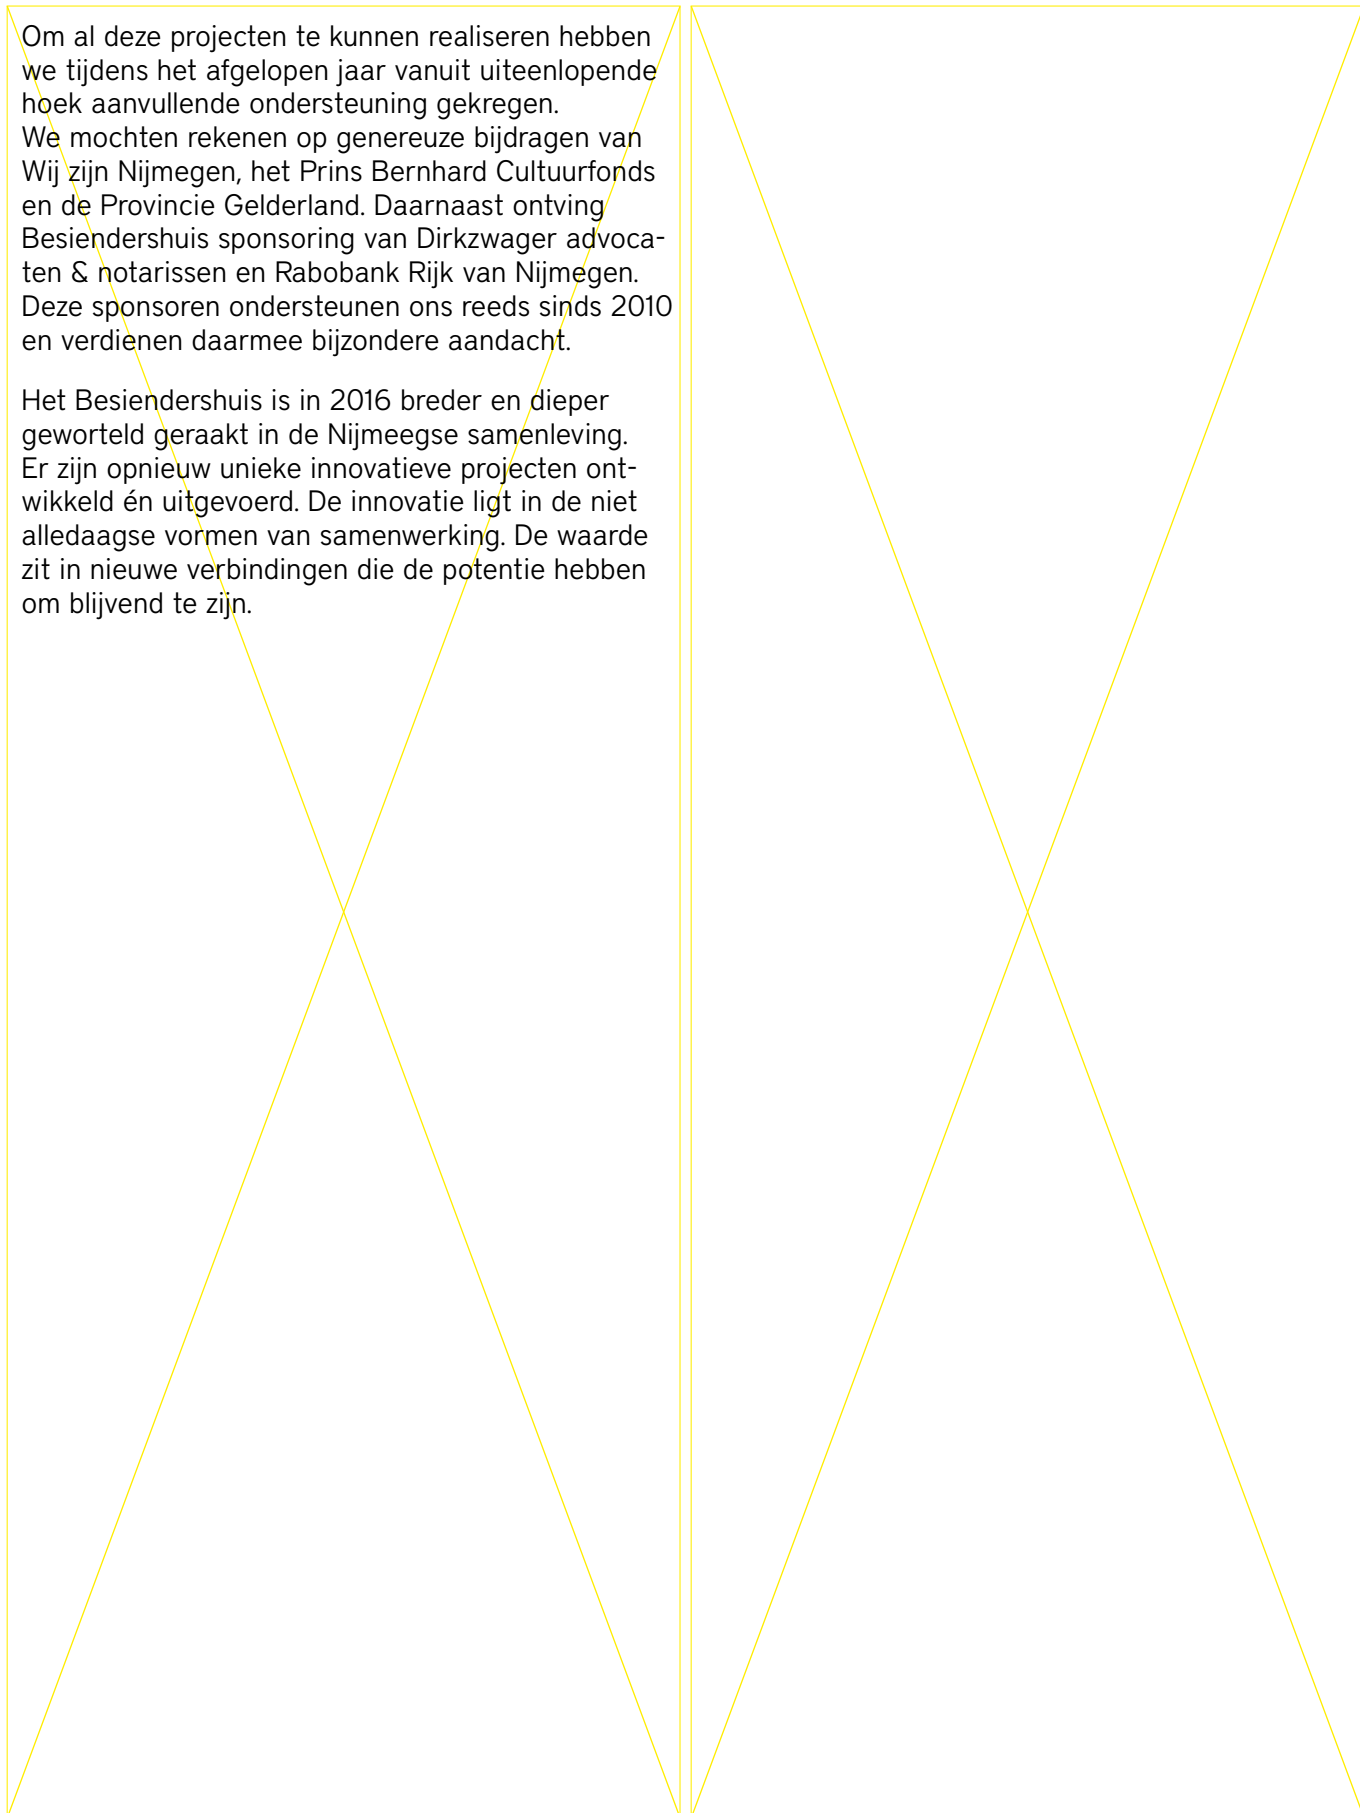 Om al deze projecten te kunnen realiseren hebben
we tijdens het afgelopen jaar vanuit uiteenlopende
hoek aanvullende ondersteuning gekregen.
We mochten rekenen op genereuze bijdragen van
Wij zijn Nijmegen, het Prins Bernhard Cultuurfonds
en de Provincie Gelderland. Daarnaast ontving
Besiendershuis sponsoring van Dirkzwager advoca-
ten & notarissen en Rabobank Rijk van Nijmegen.
Deze sponsoren ondersteunen ons reeds sinds 2010
en verdienen daarmee bijzondere aandacht.

Het Besiendershuis is in 2016 breder en dieper
geworteld geraakt in de Nijmeegse samenleving.
Er zijn opnieuw unieke innovatieve projecten ont-
wikkeld én uitgevoerd. De innovatie ligt in de niet
alledaagse vormen van samenwerking. De waarde
zit in nieuwe verbindingen die de potentie hebben
om blijvend te zijn.